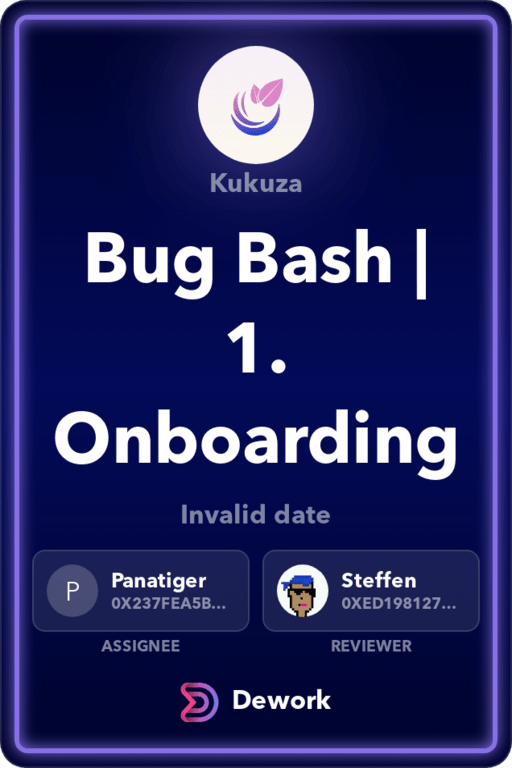 Kukuza
Bug Bash |
1.
Onboarding
Invalid date
P
Panatiger
0X237FEA5B...
Steffen
0XED198127...
ASSIGNEE
REVIEWER
Dework